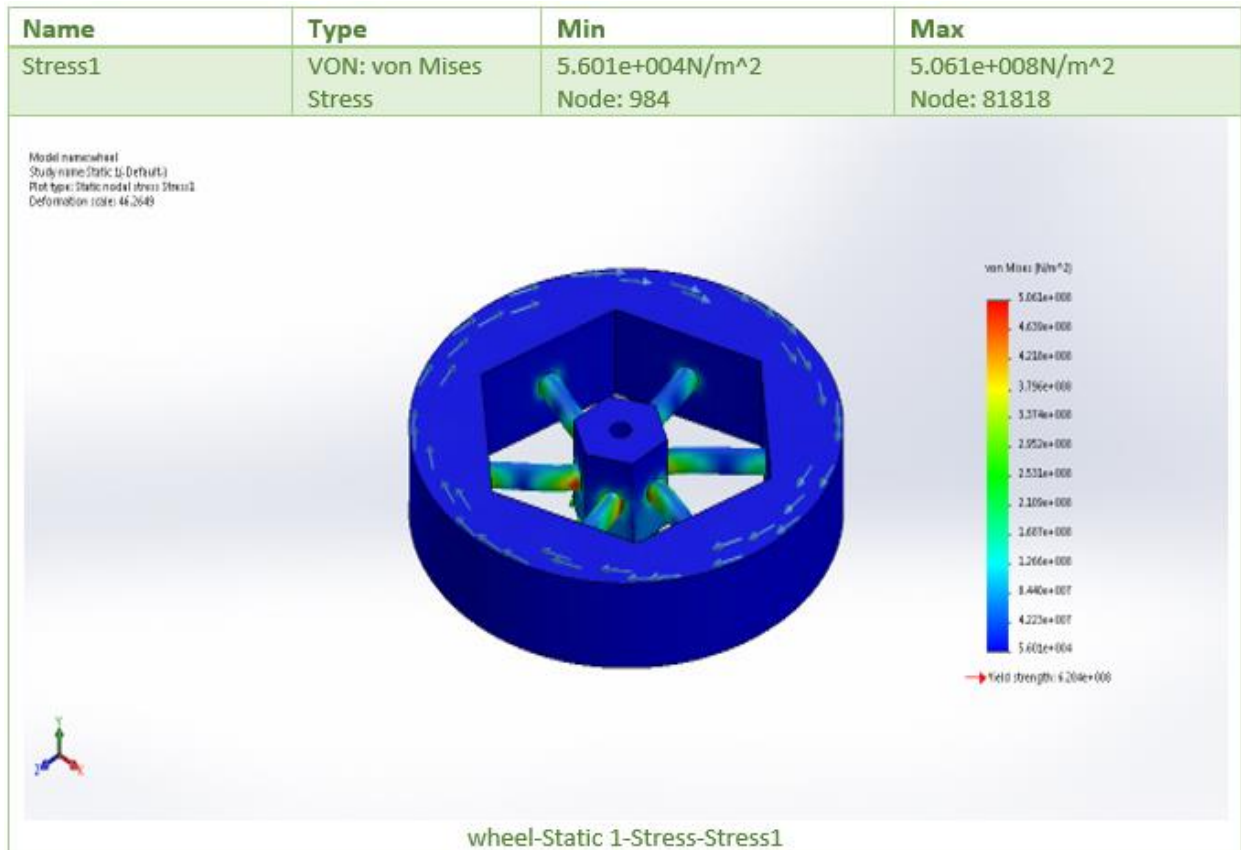 Name Type Min Max
Stress1 VON: von Mises 5.601e+004N/m^2 5.061e+008N/m^2
Stress Node: 984 Node: 81818
Model name:wheel
Study name:Static 1(-Default-)
Plot type: Static nodal stress Stress1
Deformation scale: 46.2649
von Mises (N/m^2)
5.061e+008
4.639e+008
4.218e+008
3.796e+008
3.374e+008
2.952e+008
2.531e+008
2.109e+008
1.687e+008
1.266e+008
8.440e+007
4.223e+007
5.601e+004
Yield strength: 6.204e+008
Y
Z X
wheel-Static 1-Stress-Stress1